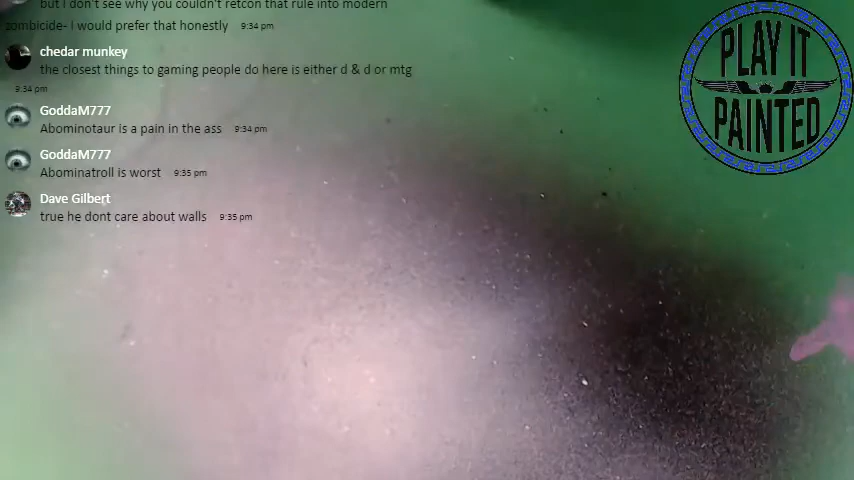 but I don't see why you couldn't retcon that rule into modern
zombicide- I would prefer that honestly 9:34 pm
chedar munkey
the closest things to gaming people do here is either d & d or mtg
9:34 pm
GoddaM777
Abominotaur is a pain in the ass 9:34 pm
GoddaM777
Abominatroll is worst 9:35 pm
Dave Gilbert
true he dont care about walls 9:35 pm
PLAY IT
PAINTED